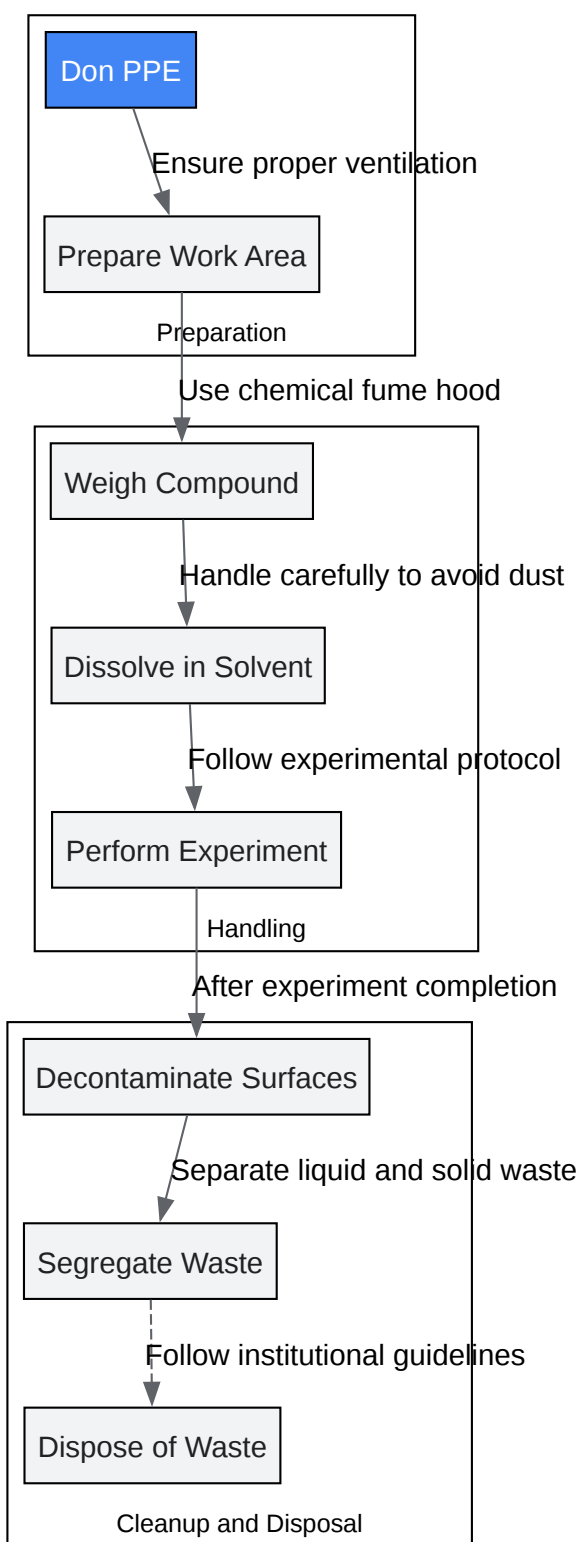 Don PPE
Ensure proper ventilation
Prepare Work Area
Preparation
Use chemical fume hood
Weigh Compound
Handle carefully to avoid dust
Dissolve in Solvent
Follow experimental protocol
Perform Experiment
Handling
After experiment completion
Decontaminate Surfaces
Separate liquid and solid waste
Segregate Waste
Follow institutional guidelines
Dispose of Waste
Cleanup and Disposal